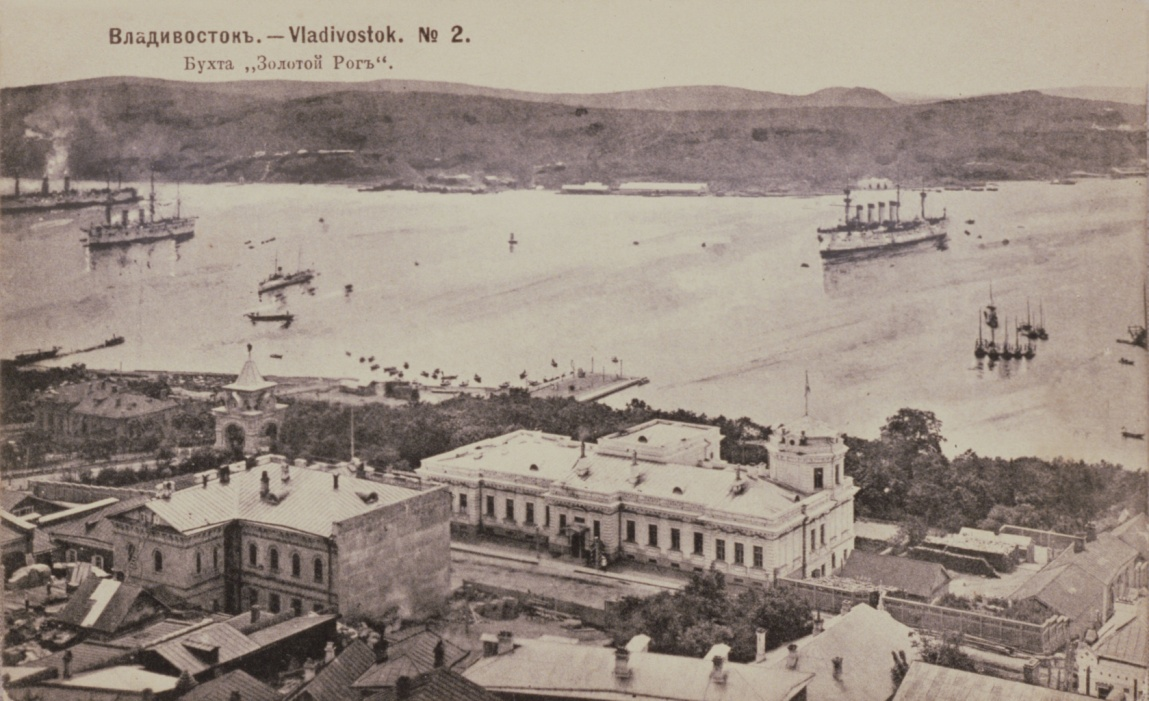 Владивостокъ. — Vladivostok. № 2.
Бухта „Золотой Рогъ“.